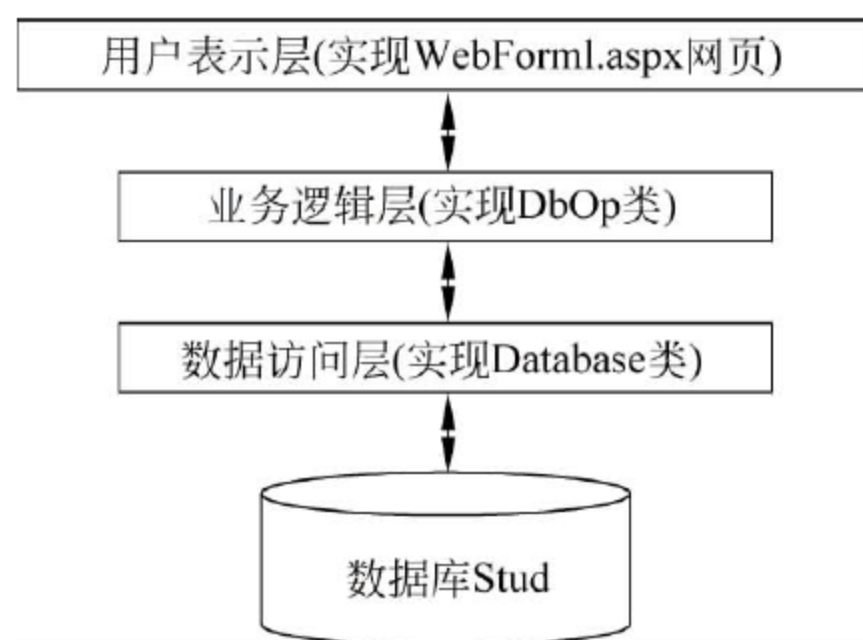 用户表示层(实现WebForml.aspx网页)
业务逻辑层(实现DbOp类)
数据访问层(实现Database类)
数据库Stud